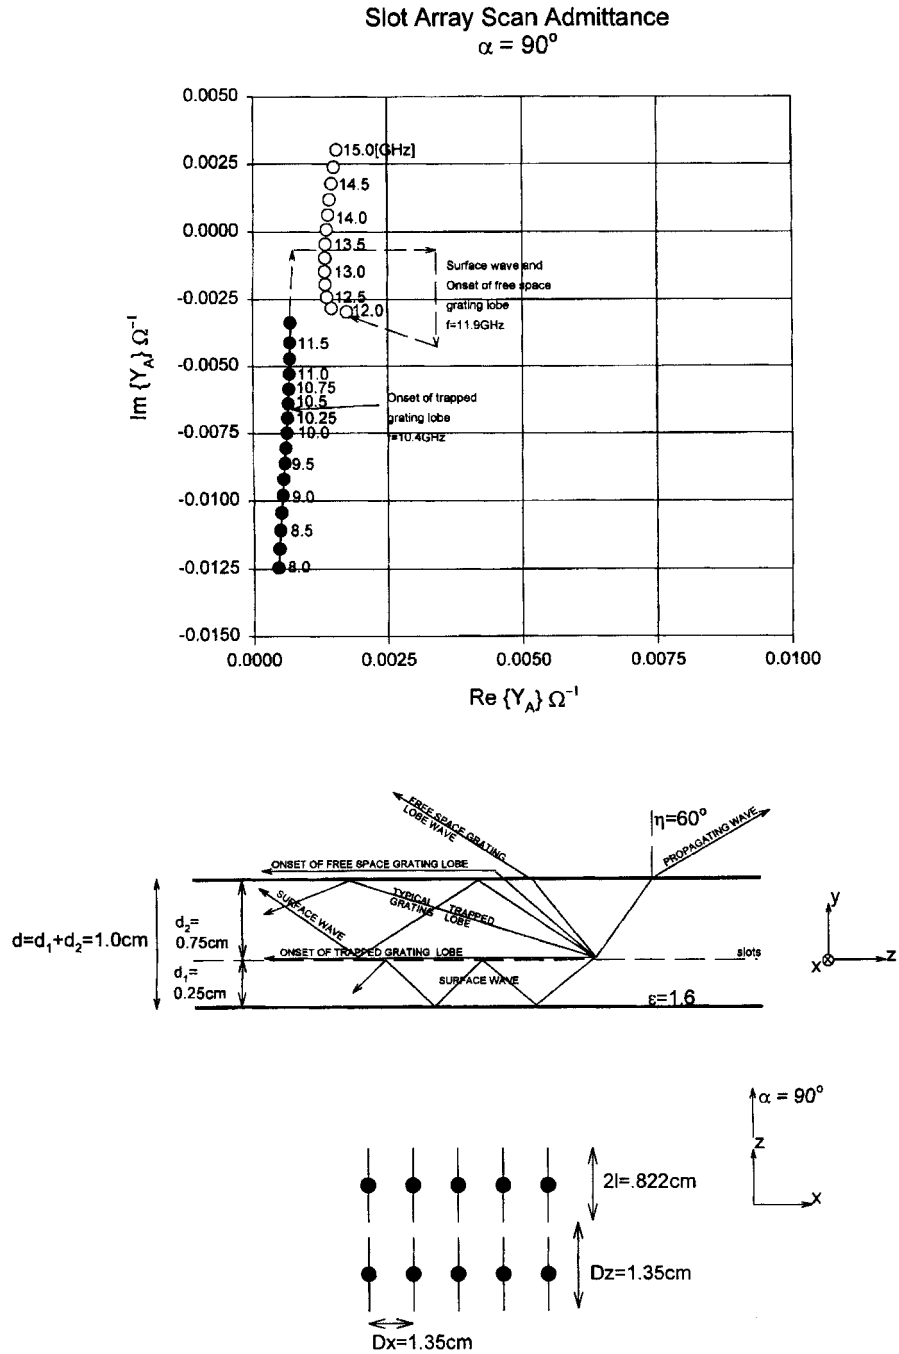 Slot Array Scan Admittance
α = 90°
0.0050
0.0025
0.0000
-0.0025
-0.0050
-0.0075
-0.0100
-0.0125
-0.0150
Im {Y_A} Ω⁻¹
15.0[GHz]
14.5
14.0
13.5
13.0
12.5
12.0
11.5
11.0
10.75
10.5
10.25
10.0
9.5
9.0
8.5
8.0
Surface wave and
Onset of free space
grating lobe
f=11.9GHz
Onset of trapped
grating lobe
f=10.4GHz
0.0000
0.0025
0.0050
0.0075
0.0100
Re {Y_A} Ω⁻¹
FREE SPACE GRATING
LOBE WAVE
η=60°
PROPAGATING WAVE
ONSET OF FREE SPACE GRATING LOBE
SURFACE WAVE
TYPICAL TRAPPED
GRATING LOBE
d=d₁+d₂=1.0cm
d₂=
0.75cm
ONSET OF TRAPPED GRATING LOBE
slots
d₁=
0.25cm
SURFACE WAVE
ε=1.6
y
x
z
α = 90°
z
x
2l=.822cm
Dz=1.35cm
Dx=1.35cm